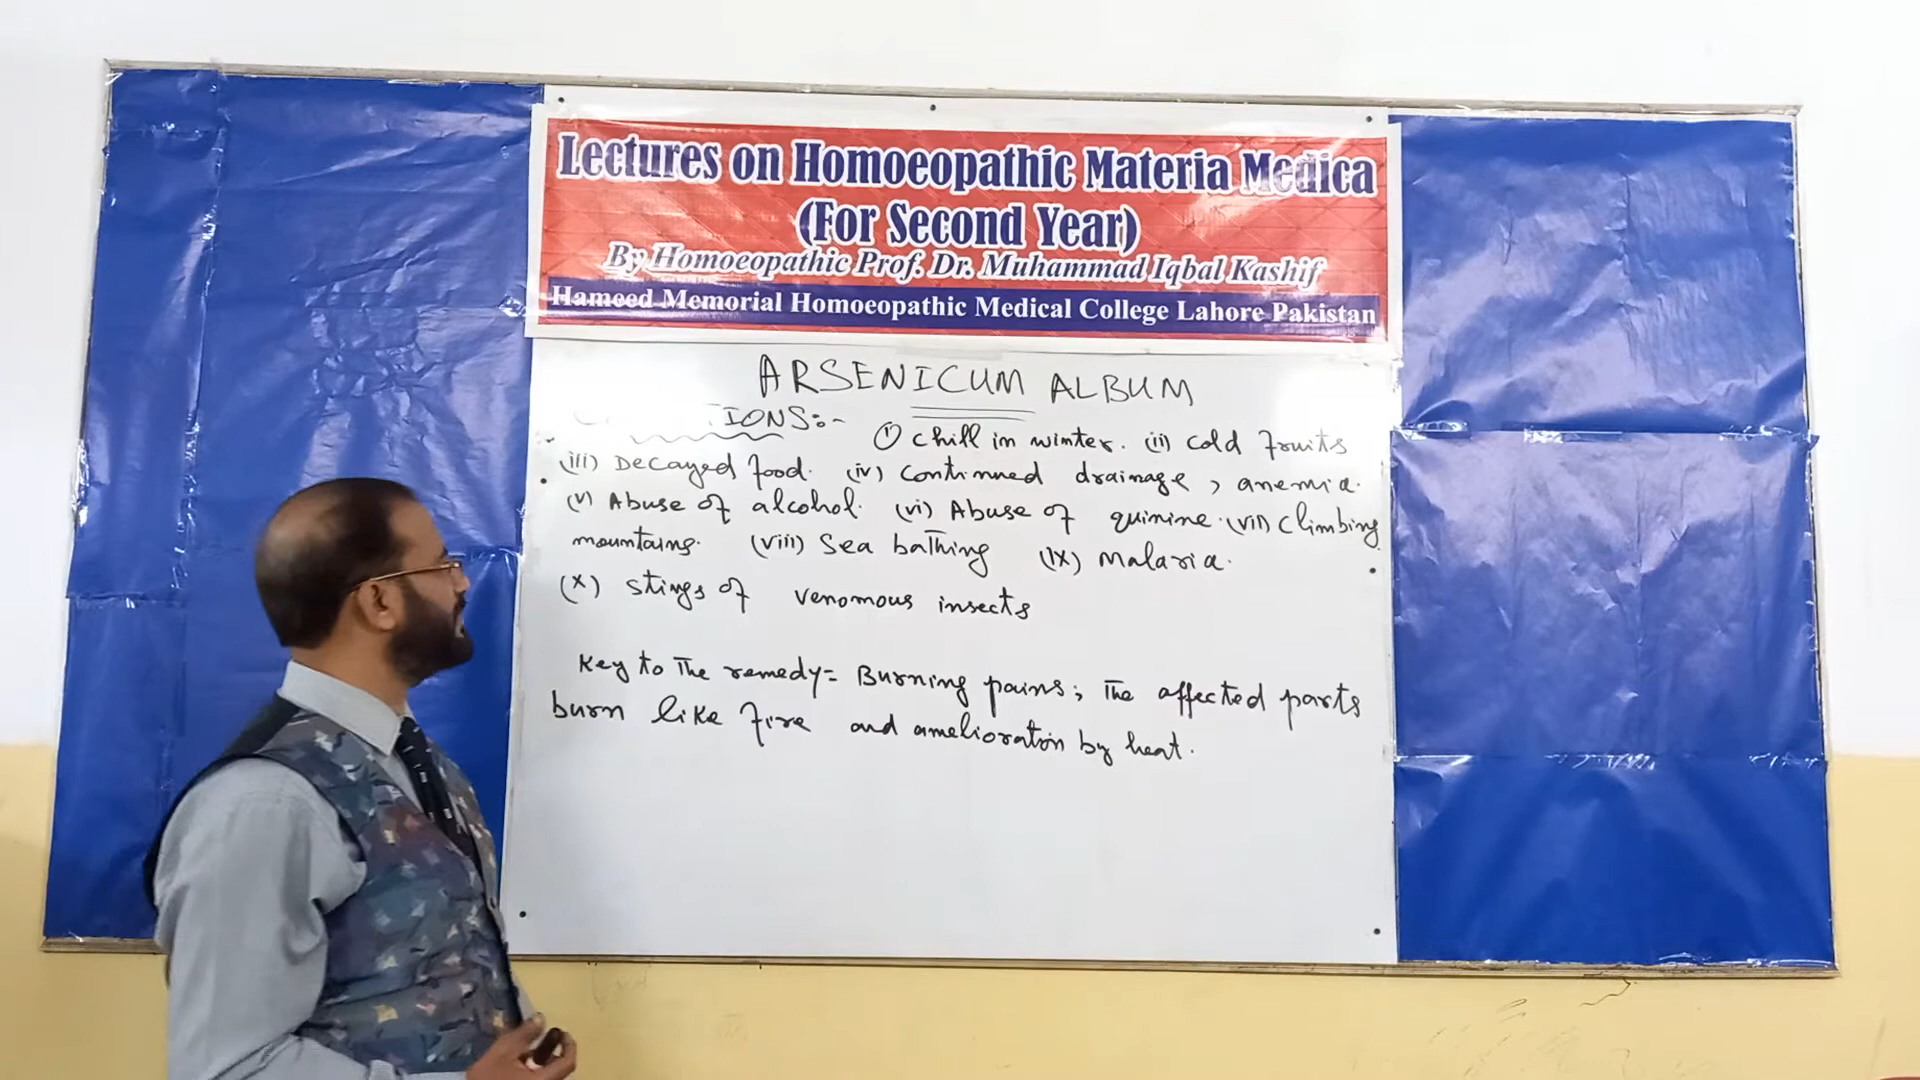 Lectures on Homoeopathic Materia Medica
(For Second Year)
By Homoeopathic Prof. Dr. Muhammad Iqbal Kashif
Hameed Memorial Homoeopathic Medical College Lahore Pakistan
ARSENICUM ALBUM
(i) chill in winter. (ii) cold fruits
(iii) Decayed food. (iv) continued drainage, anemia.
(v) Abuse of alcohol. (vi) Abuse of quinine. (vii) climbing
mountains. (viii) Sea bathing (ix) Malaria.
(x) Stings of venomous insects
Key to The remedy = Burning pains; The affected parts
burn like fire and amelioration by heat.